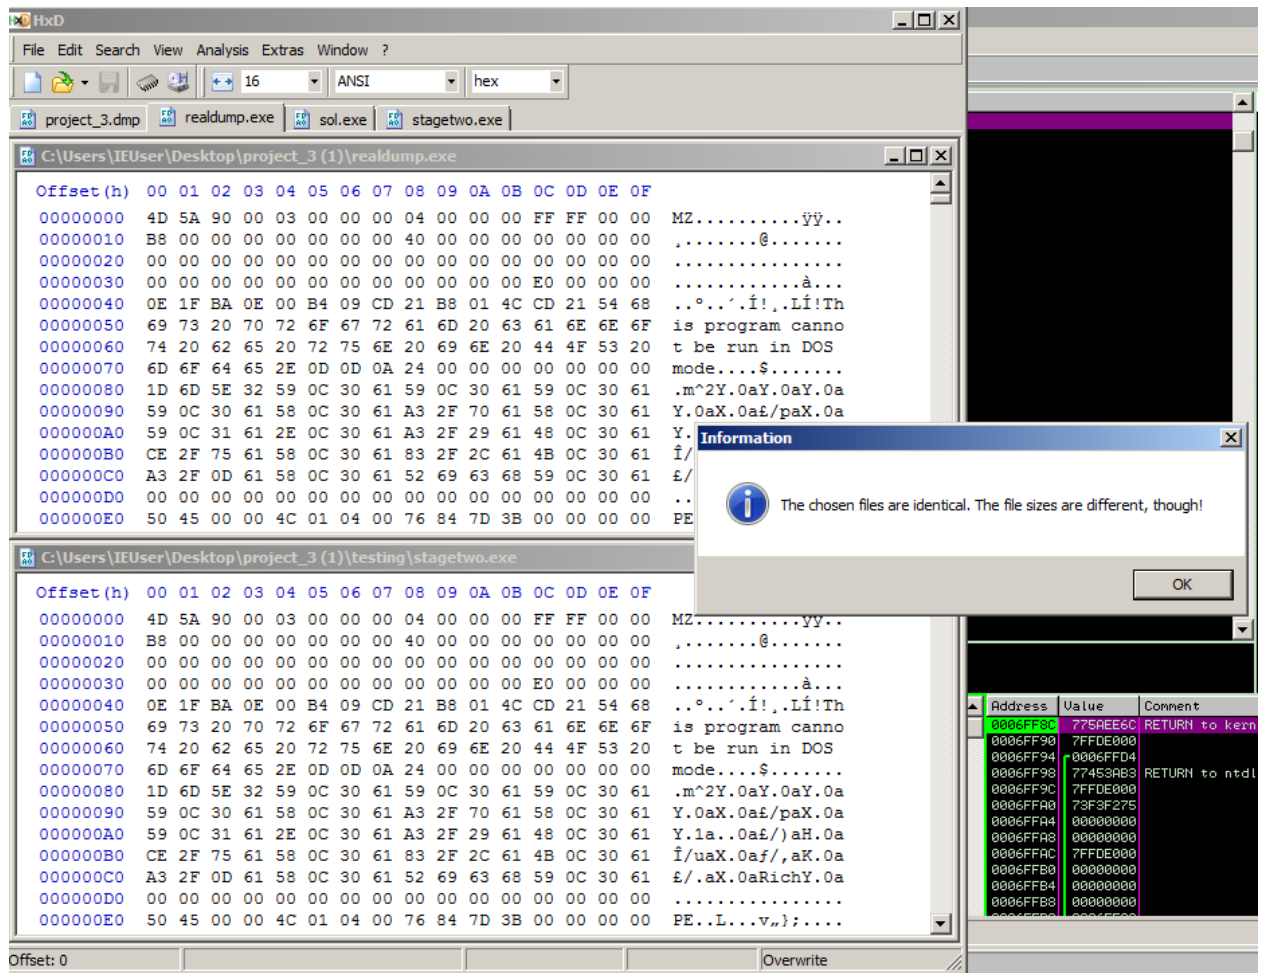 HxD
File Edit Search View Analysis Extras Window ?
16 ANSI hex
project_3.dmp realdump.exe sol.exe stagetwo.exe
C:\Users\IEUser\Desktop\project_3 (1)\realdump.exe
Offset(h) 00 01 02 03 04 05 06 07 08 09 0A 0B 0C 0D 0E 0F
00000000 4D 5A 90 00 03 00 00 00 04 00 00 00 FF FF 00 00 MZ..........ÿÿ..
00000010 B8 00 00 00 00 00 00 00 40 00 00 00 00 00 00 00 ¸.......@.......
00000020 00 00 00 00 00 00 00 00 00 00 00 00 00 00 00 00 ................
00000030 00 00 00 00 00 00 00 00 00 00 00 00 E0 00 00 00 ............à...
00000040 0E 1F BA 0E 00 B4 09 CD 21 B8 01 4C CD 21 54 68 ..º..´.Í!¸.LÍ!Th
00000050 69 73 20 70 72 6F 67 72 61 6D 20 63 61 6E 6E 6F is program canno
00000060 74 20 62 65 20 72 75 6E 20 69 6E 20 44 4F 53 20 t be run in DOS
00000070 6D 6F 64 65 2E 0D 0D 0A 24 00 00 00 00 00 00 00 mode....$.......
00000080 1D 6D 5E 32 59 0C 30 61 59 0C 30 61 59 0C 30 61 .m^2Y.0aY.0aY.0a
00000090 59 0C 30 61 58 0C 30 61 A3 2F 70 61 58 0C 30 61 Y.0aX.0a£/paX.0a
000000A0 59 0C 31 61 2E 0C 30 61 A3 2F 29 61 48 0C 30 61 Y.
000000B0 CE 2F 75 61 58 0C 30 61 83 2F 2C 61 4B 0C 30 61 Î/
000000C0 A3 2F 0D 61 58 0C 30 61 52 69 63 68 59 0C 30 61 £/
000000D0 00 00 00 00 00 00 00 00 00 00 00 00 00 00 00 00 ..
000000E0 50 45 00 00 4C 01 04 00 76 84 7D 3B 00 00 00 00 PE
Information
The chosen files are identical. The file sizes are different, though!
OK
C:\Users\IEUser\Desktop\project_3 (1)\testing\stagetwo.exe
Offset(h) 00 01 02 03 04 05 06 07 08 09 0A 0B 0C 0D 0E 0F
00000000 4D 5A 90 00 03 00 00 00 04 00 00 00 FF FF 00 00 MZ..........ÿÿ..
00000010 B8 00 00 00 00 00 00 00 40 00 00 00 00 00 00 00 ¸.......@.......
00000020 00 00 00 00 00 00 00 00 00 00 00 00 00 00 00 00 ................
00000030 00 00 00 00 00 00 00 00 00 00 00 00 E0 00 00 00 ............à...
00000040 0E 1F BA 0E 00 B4 09 CD 21 B8 01 4C CD 21 54 68 ..º..´.Í!¸.LÍ!Th
00000050 69 73 20 70 72 6F 67 72 61 6D 20 63 61 6E 6E 6F is program canno
00000060 74 20 62 65 20 72 75 6E 20 69 6E 20 44 4F 53 20 t be run in DOS
00000070 6D 6F 64 65 2E 0D 0D 0A 24 00 00 00 00 00 00 00 mode....$.......
00000080 1D 6D 5E 32 59 0C 30 61 59 0C 30 61 59 0C 30 61 .m^2Y.0aY.0aY.0a
00000090 59 0C 30 61 58 0C 30 61 A3 2F 70 61 58 0C 30 61 Y.0aX.0a£/paX.0a
000000A0 59 0C 31 61 2E 0C 30 61 A3 2F 29 61 48 0C 30 61 Y.1a..0a£/)aH.0a
000000B0 CE 2F 75 61 58 0C 30 61 83 2F 2C 61 4B 0C 30 61 Î/uaX.0aƒ/,aK.0a
000000C0 A3 2F 0D 61 58 0C 30 61 52 69 63 68 59 0C 30 61 £/.aX.0aRichY.0a
000000D0 00 00 00 00 00 00 00 00 00 00 00 00 00 00 00 00 ................
000000E0 50 45 00 00 4C 01 04 00 76 84 7D 3B 00 00 00 00 PE..L...v„};....
Offset: 0 Overwrite
Address Value Comment
0006FF8C 775AEE6C RETURN to kern
0006FF90 7FFDE000
0006FF94 0006FFD4
0006FF98 77453AB3 RETURN to ntdl
0006FF9C 7FFDE000
0006FFA0 73F3F275
0006FFA4 00000000
0006FFA8 00000000
0006FFAC 7FFDE000
0006FFB0 00000000
0006FFB4 00000000
0006FFB8 00000000